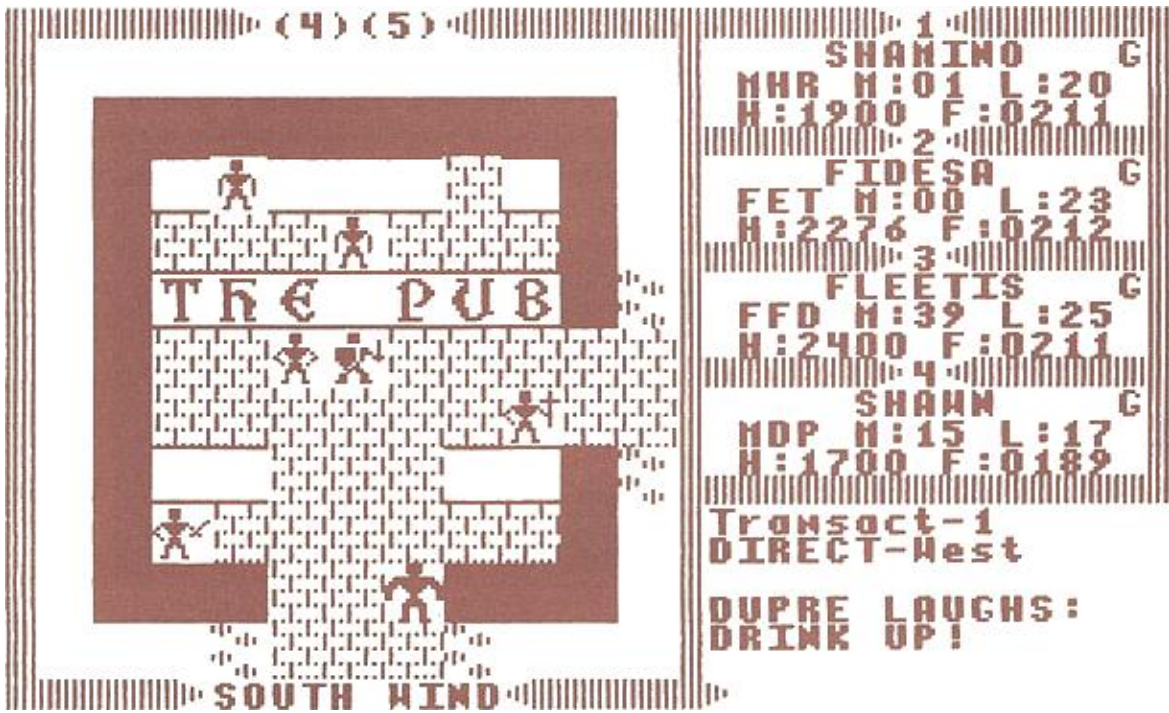 (4)(5)
THE PUB
SOUTH WIND
1
SHAMINO G
MHR M:01 L:20
H:1900 F:0211
2
FIDESA G
FET M:00 L:23
H:2276 F:0212
3
FLEETIS G
FFD M:39 L:25
H:2400 F:0211
4
SHAWN G
MDP M:15 L:17
H:1700 F:0189
Transact-1
DIRECT-West
DUPRE LAUGHS:
DRINK UP!